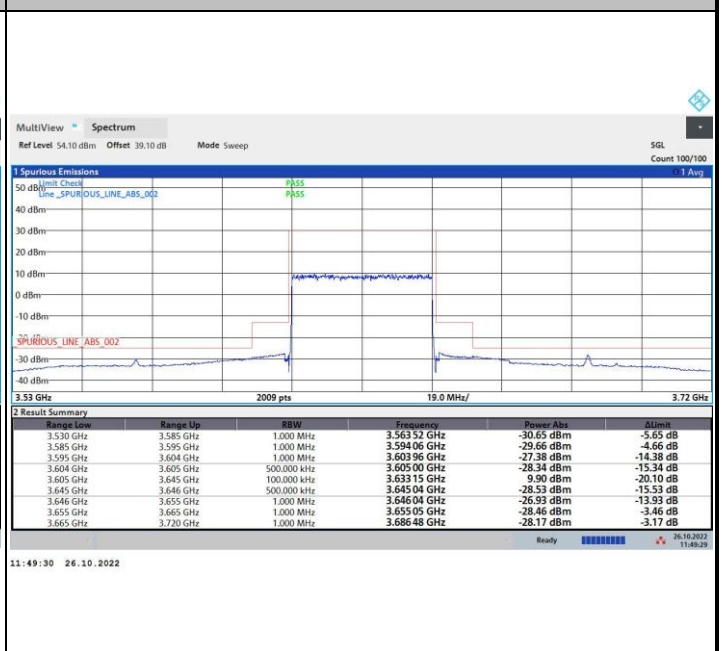 MultiView Spectrum
Ref Level 54.10 dBm Offset 39.10 dB Mode Sweep SGL
Count 100/100
1 Spurious Emissions 1 Avg
Limit Check PASS
50 dBm
Line _SPURIOUS_LINE_ABS_002 PASS
40 dBm
30 dBm
20 dBm
10 dBm
0 dBm
-10 dBm
-20 dBm
_SPURIOUS_LINE_ABS_002
-30 dBm
-40 dBm
3.53 GHz 2009 pts 19.0 MHz/ 3.72 GHz
2 Result Summary
Range Low Range Up RBW Frequency Power Abs ΔLimit
3.530 GHz 3.585 GHz 1.000 MHz 3.563 52 GHz -30.65 dBm -5.65 dB
3.585 GHz 3.595 GHz 1.000 MHz 3.594 06 GHz -29.66 dBm -4.66 dB
3.595 GHz 3.604 GHz 1.000 MHz 3.603 96 GHz -27.38 dBm -14.38 dB
3.604 GHz 3.605 GHz 500.000 kHz 3.605 00 GHz -28.34 dBm -15.34 dB
3.605 GHz 3.645 GHz 100.000 kHz 3.633 15 GHz 9.90 dBm -20.10 dB
3.645 GHz 3.646 GHz 500.000 kHz 3.645 04 GHz -28.53 dBm -15.53 dB
3.646 GHz 3.655 GHz 1.000 MHz 3.646 04 GHz -26.93 dBm -13.93 dB
3.655 GHz 3.665 GHz 1.000 MHz 3.655 05 GHz -28.46 dBm -3.46 dB
3.665 GHz 3.720 GHz 1.000 MHz 3.686 48 GHz -28.17 dBm -3.17 dB
Ready 26.10.2022
11:49:29
11:49:30 26.10.2022